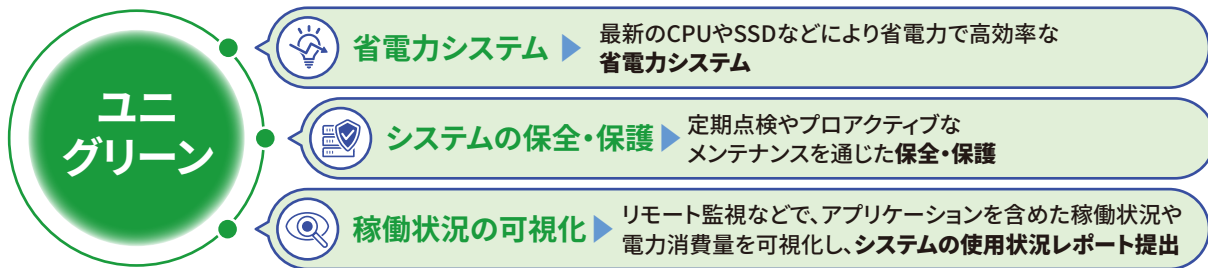 ユニ
グリーン
省電力システム
最新のCPUやSSDなどにより省電力で高効率な
省電力システム
システムの保全・保護
定期点検やプロアクティブな
メンテナンスを通じた保全・保護
稼働状況の可視化
リモート監視などで、アプリケーションを含めた稼働状況や
電力消費量を可視化し、システムの使用状況レポート提出